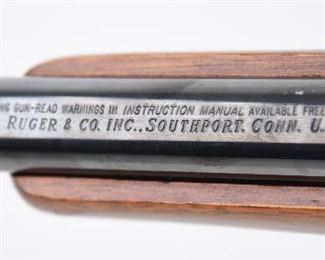 NG GUN-READ WARNINGS IN INSTRUCTION MANUAL AVAILABLE FREE
RUGER & CO. INC., SOUTHPORT. CONN. U.